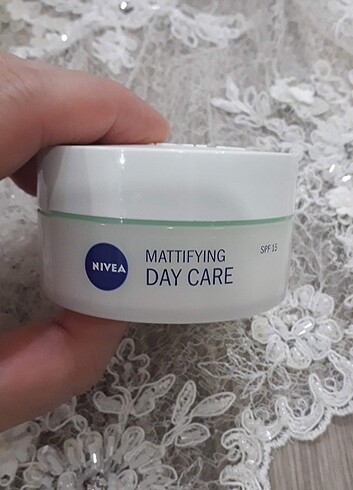 NIVEA
MATTIFYING
DAY CARE
SPF 15